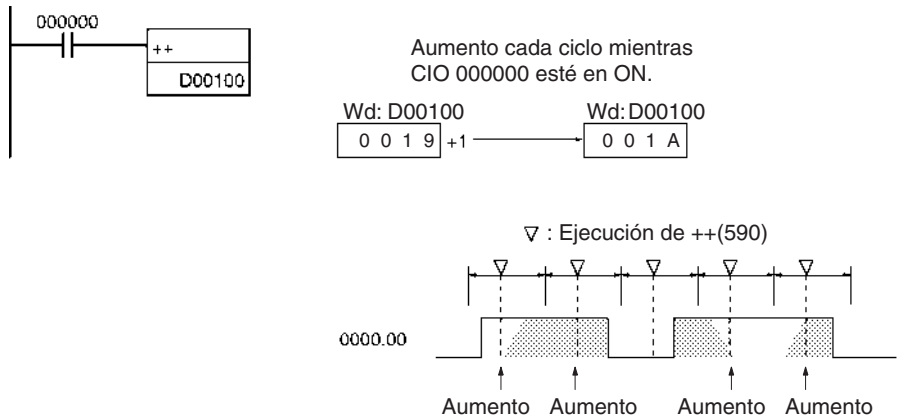 000000
++
D00100
Aumento cada ciclo mientras
CIO 000000 esté en ON.
Wd: D00100
Wd: D00100
0 0 1 9
+1
0 0 1 A
: Ejecución de ++(590)
0000.00
Aumento Aumento Aumento Aumento